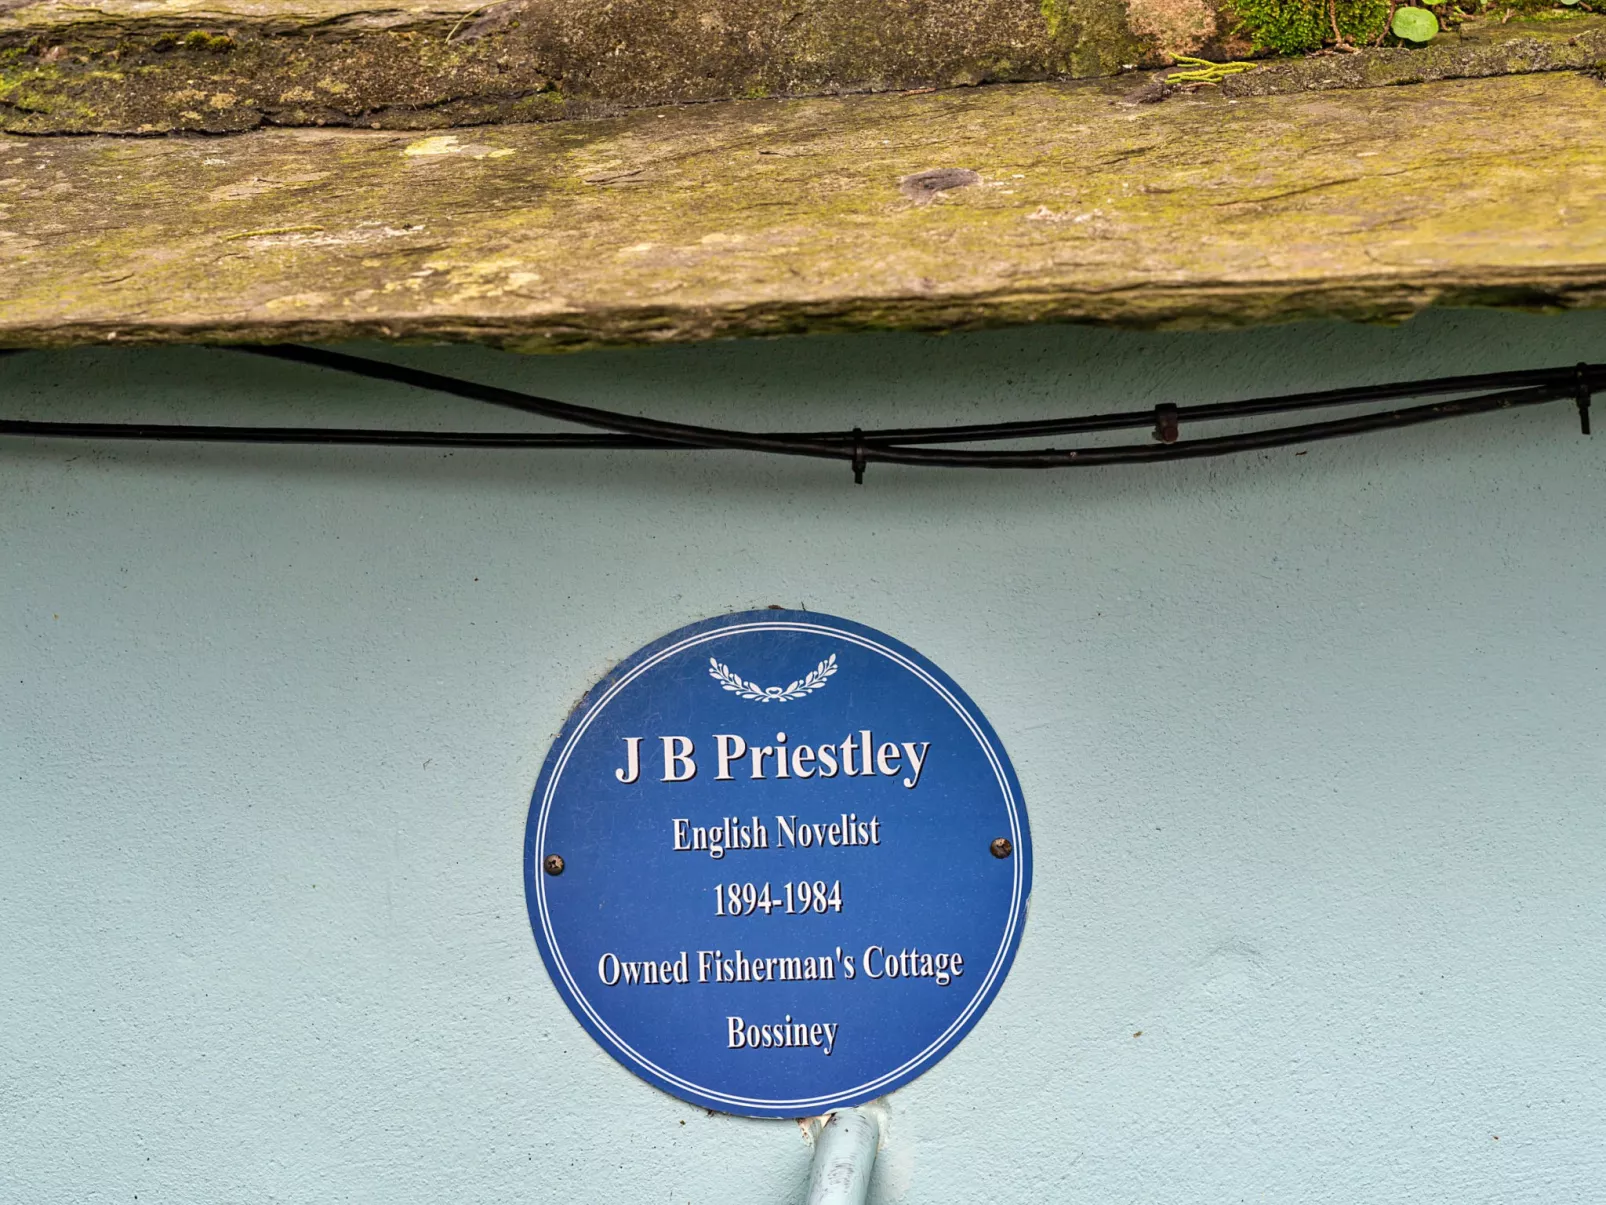 J B Priestley
English Novelist
1894-1984
Owned Fisherman's Cottage
Bossiney